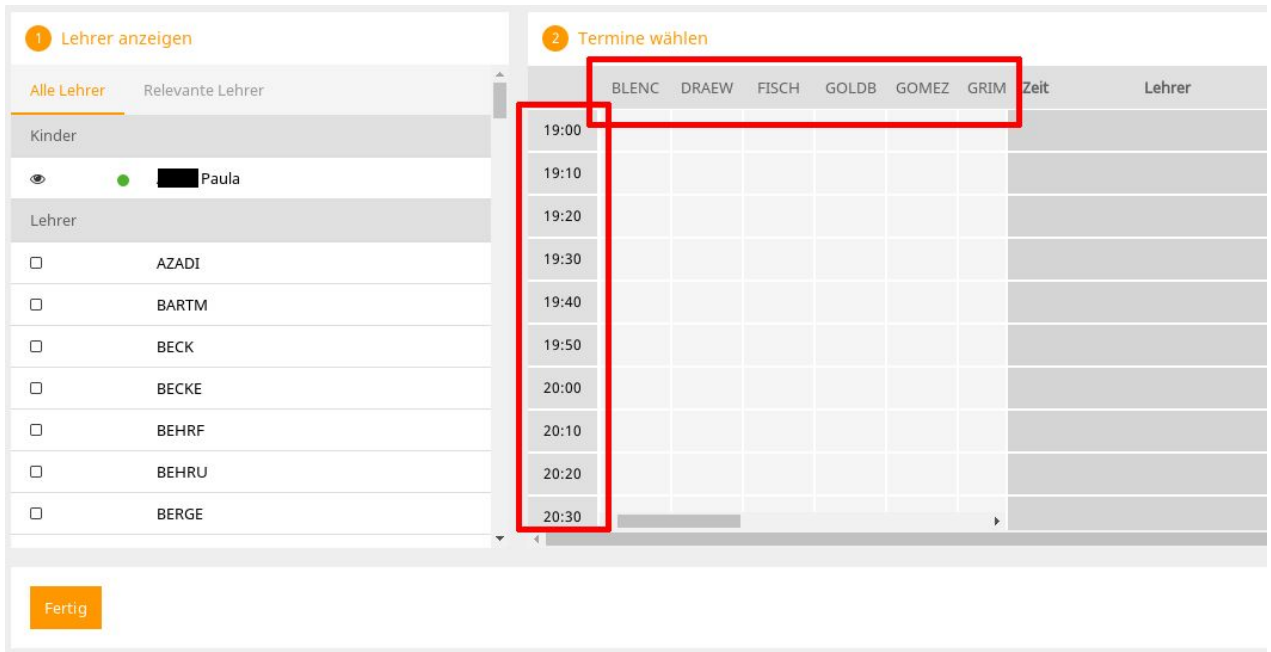 1 Lehrer anzeigen
Alle Lehrer Relevante Lehrer
Kinder
Paula
Lehrer
AZADI
BARTM
BECK
BECKE
BEHRF
BEHRU
BERGE
2 Termine wählen
BLENC DRAEW FISCH GOLDB GOMEZ GRIM Zeit Lehrer
19:00
19:10
19:20
19:30
19:40
19:50
20:00
20:10
20:20
20:30
Fertig